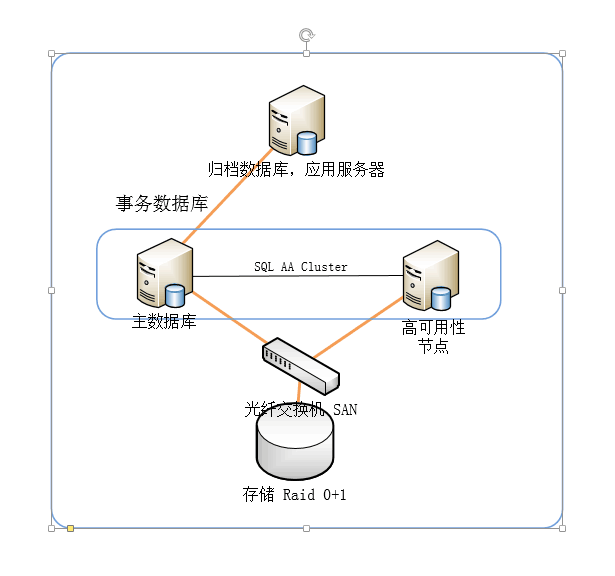 归档数据库，应用服务器
事务数据库
SQL AA Cluster
主数据库
高可用性
节点
光纤交换机 SAN
存储 Raid 0+1